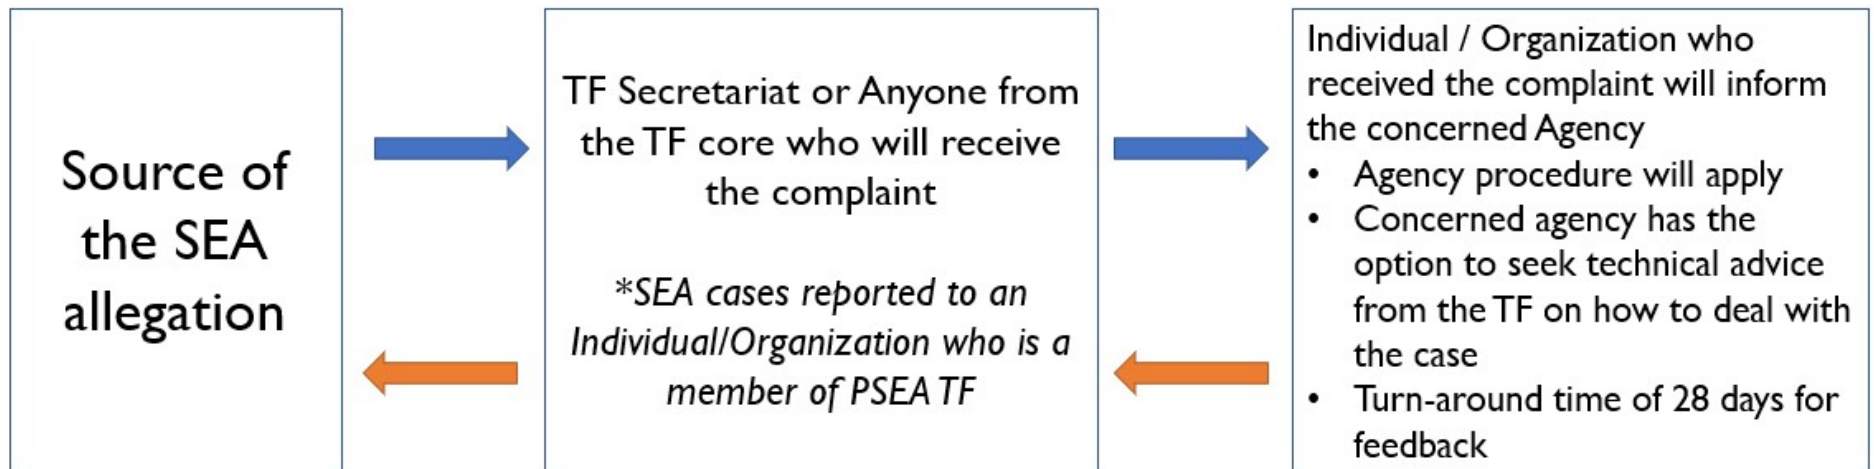 Source of
the SEA
allegation
TF Secretariat or Anyone from
the TF core who will receive
the complaint
*SEA cases reported to an
Individual/Organization who is a
member of PSEA TF
Individual / Organization who
received the complaint will inform
the concerned Agency
• Agency procedure will apply
• Concerned agency has the
option to seek technical advice
from the TF on how to deal with
the case
• Turn-around time of 28 days for
feedback